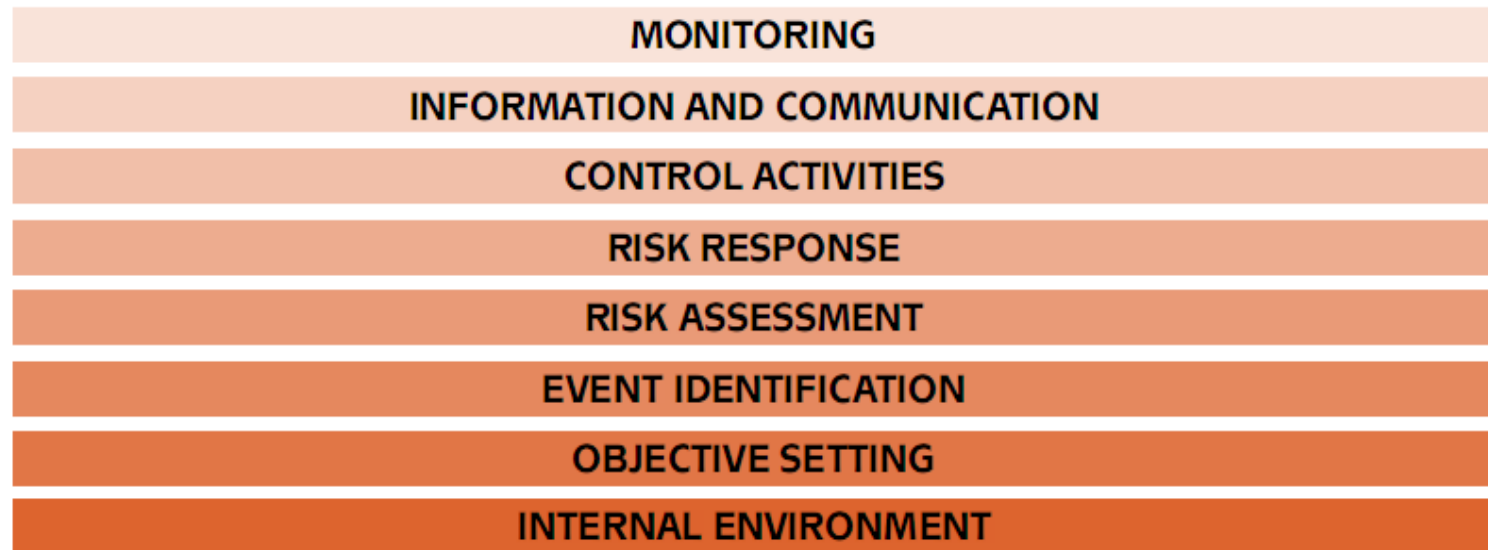 MONITORING
INFORMATION AND COMMUNICATION
CONTROL ACTIVITIES
RISK RESPONSE
RISK ASSESSMENT
EVENT IDENTIFICATION
OBJECTIVE SETTING
INTERNAL ENVIRONMENT